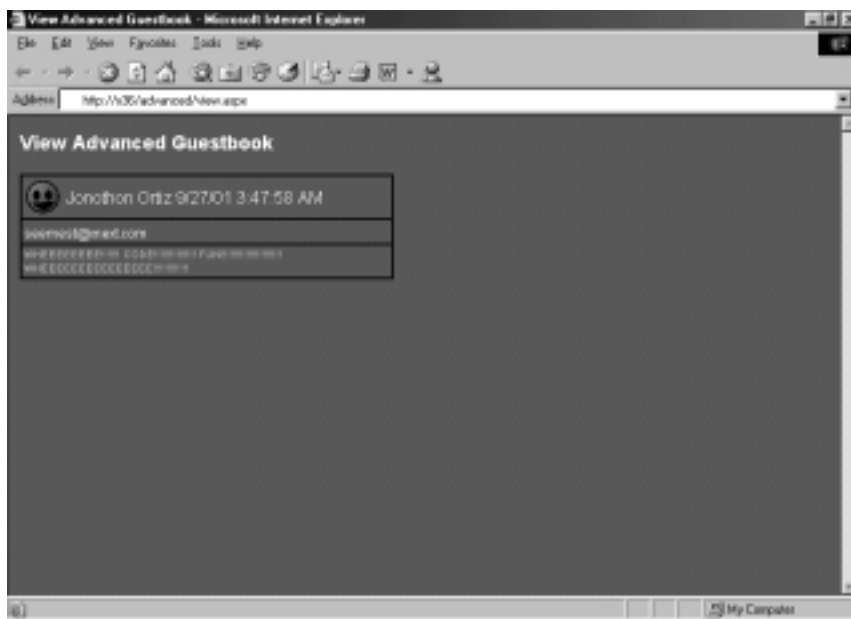 View Advanced Guestbook - Microsoft Internet Explorer
File Edit View Favorites Tools Help
Address http://s36/advanced/view.aspx
View Advanced Guestbook
Jonothon Ortiz 9/27/01 3:47:58 AM
My Computer